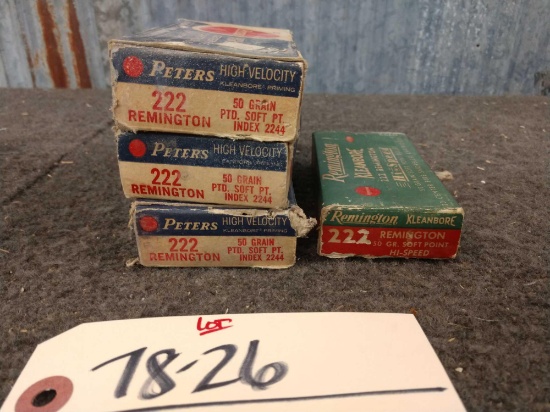 PETERS HIGH VELOCITY
KLEANBORE PRIMING
222 50 GRAIN
REMINGTON PTD. SOFT PT.
INDEX 2244
PETERS HIGH VELOCITY
222 50 GRAIN
REMINGTON PTD. SOFT PT.
INDEX 2244
PETERS HIGH VELOCITY
KLEANBORE PRIMING
222 50 GRAIN
REMINGTON PTD. SOFT PT.
INDEX 2244
Remington
KLEANBORE
Remington KLEANBORE
222 REMINGTON
50 GR. SOFT POINT
HI-SPEED
LOT
78-26